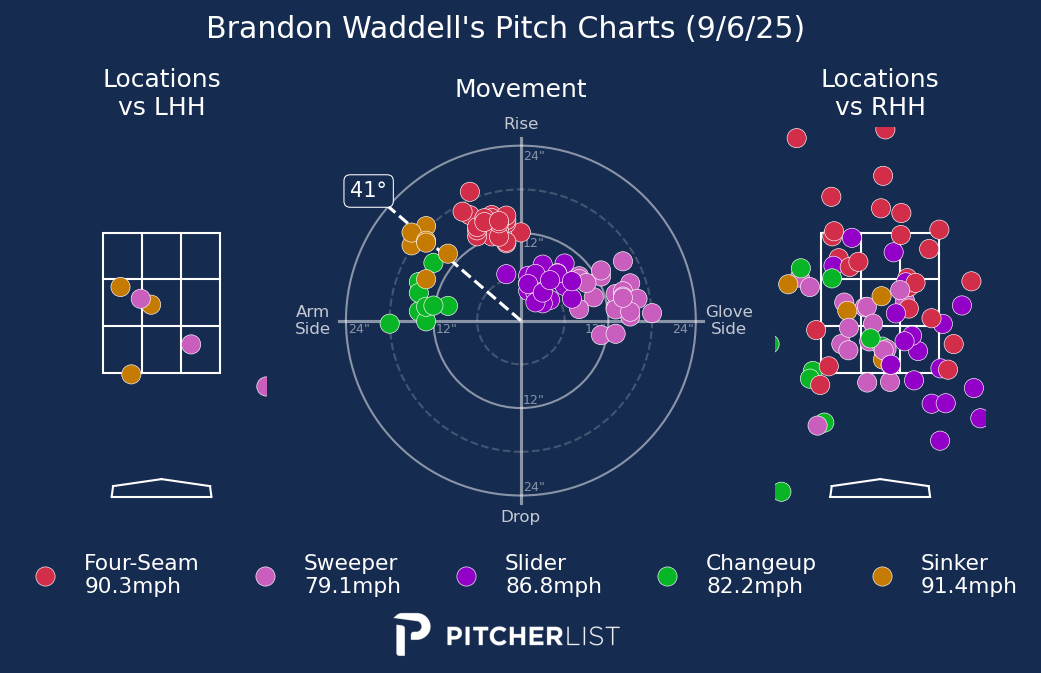 Brandon Waddell's Pitch Charts (9/6/25)
Locations
vs LHH
Movement
Locations
vs RHH
Rise
24"
41°
12"
Arm
Side
24"
12"
12"
24"
Glove
Side
12"
24"
Drop
Four-Seam
90.3mph
Sweeper
79.1mph
Slider
86.8mph
Changeup
82.2mph
Sinker
91.4mph
PITCHERLIST